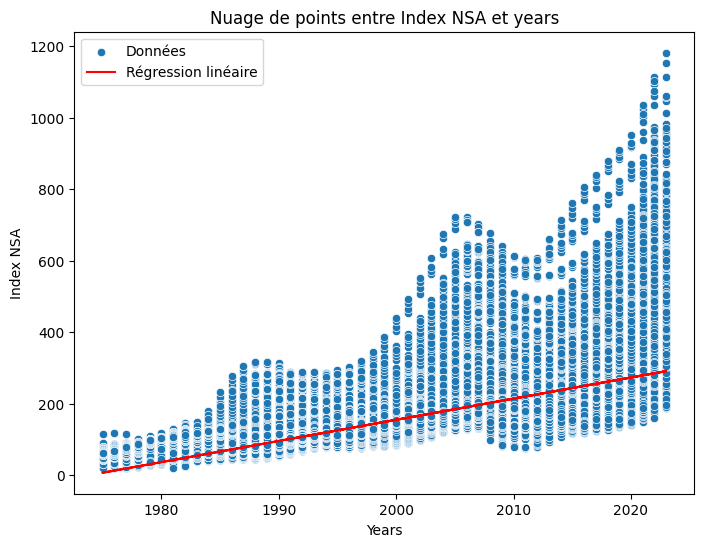 Nuage de points entre Index NSA et years
Données
Régression linéaire
1200
1000
800
600
400
200
0
Index NSA
1980
1990
2000
2010
2020
Years